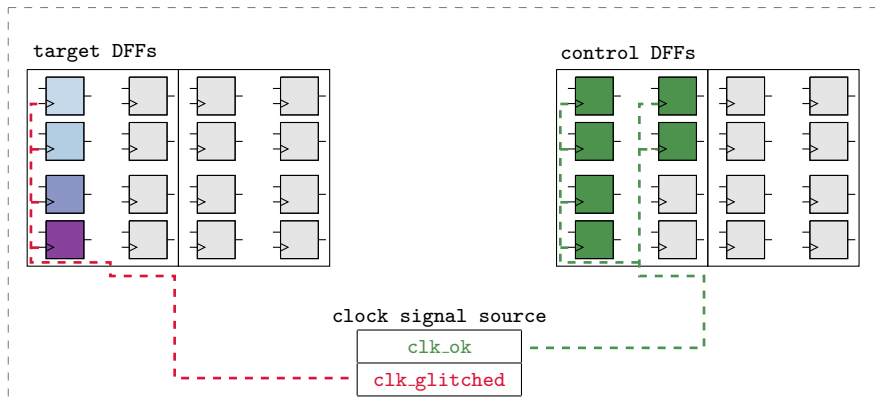 target DFFs
control DFFs
clock signal source
clk_ok
clk_glitched